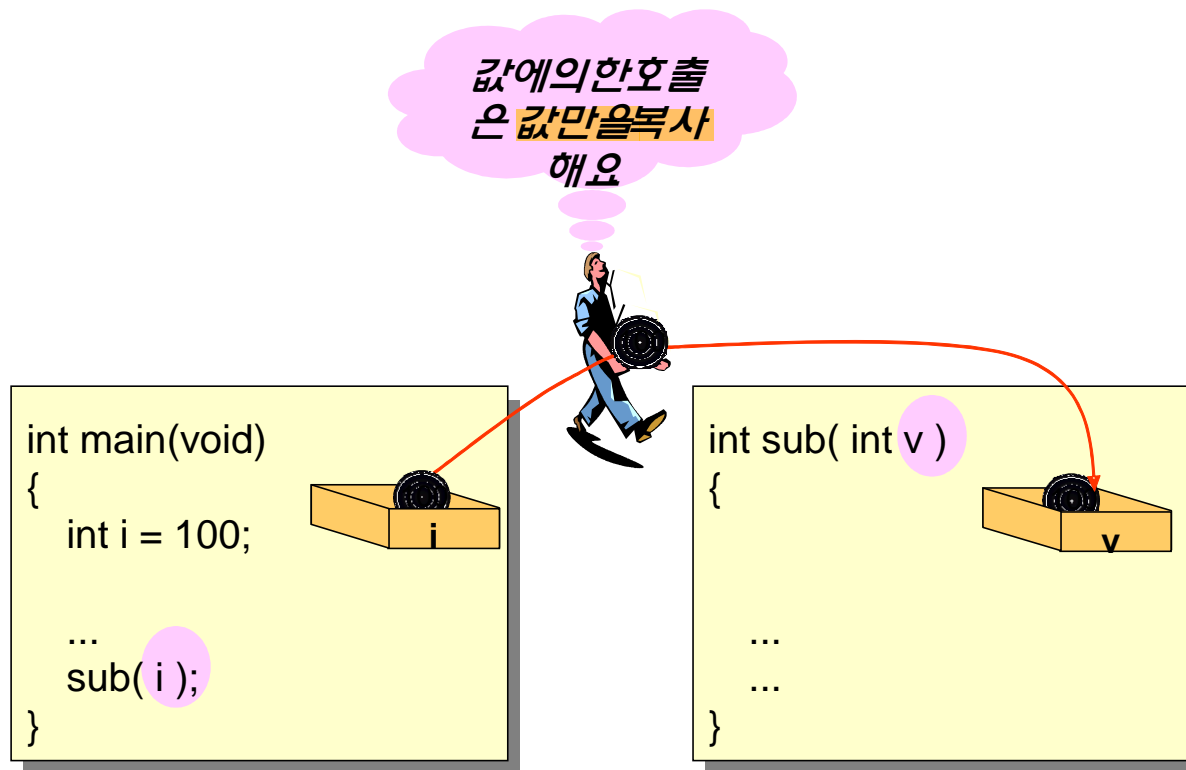 값에의한호출
은 값만을복사
해요
int main(void)
{
int i = 100;
i
...
sub( i );
}
int sub( int v )
{
v
...
...
}